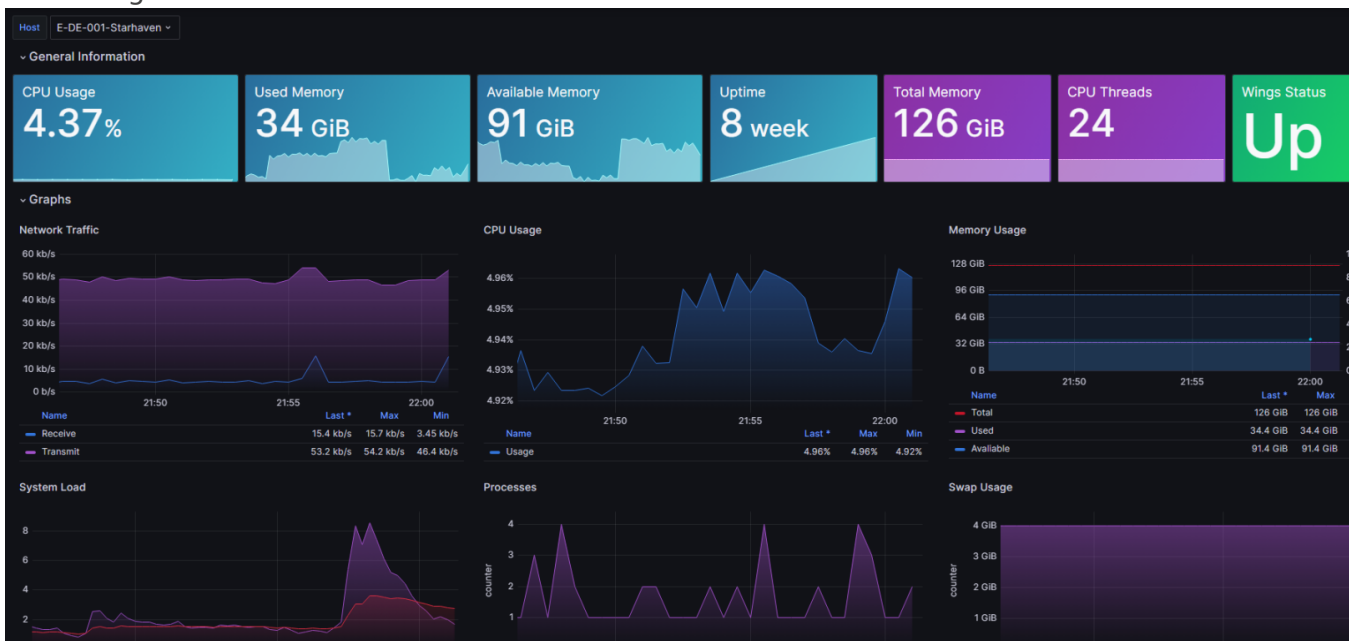 Host E-DE-001-Starhaven
General Information
CPU Usage
4.37%
Used Memory
34 GiB
Available Memory
91 GiB
Uptime
8 week
Total Memory
126 GiB
CPU Threads
24
Wings Status
Up
Graphs
Network Traffic
60 kb/s
50 kb/s
40 kb/s
30 kb/s
20 kb/s
10 kb/s
0 b/s
21:50 21:55 22:00
Name Last * Max Min
Receive 15.4 kb/s 15.7 kb/s 3.45 kb/s
Transmit 53.2 kb/s 54.2 kb/s 46.4 kb/s
CPU Usage
4.96%
4.95%
4.94%
4.93%
4.92%
21:50 21:55 22:00
Name Last * Max Min
Usage 4.96% 4.96% 4.92%
Memory Usage
128 GiB
96 GiB
64 GiB
32 GiB
0 B
21:50 21:55 22:00
Name Last * Max
Total 126 GiB 126 GiB
Used 34.4 GiB 34.4 GiB
Available 91.4 GiB 91.4 GiB
System Load
8
6
4
2
Processes
counter
4
3
2
1
Swap Usage
counter
4 GiB
3 GiB
2 GiB
1 GiB